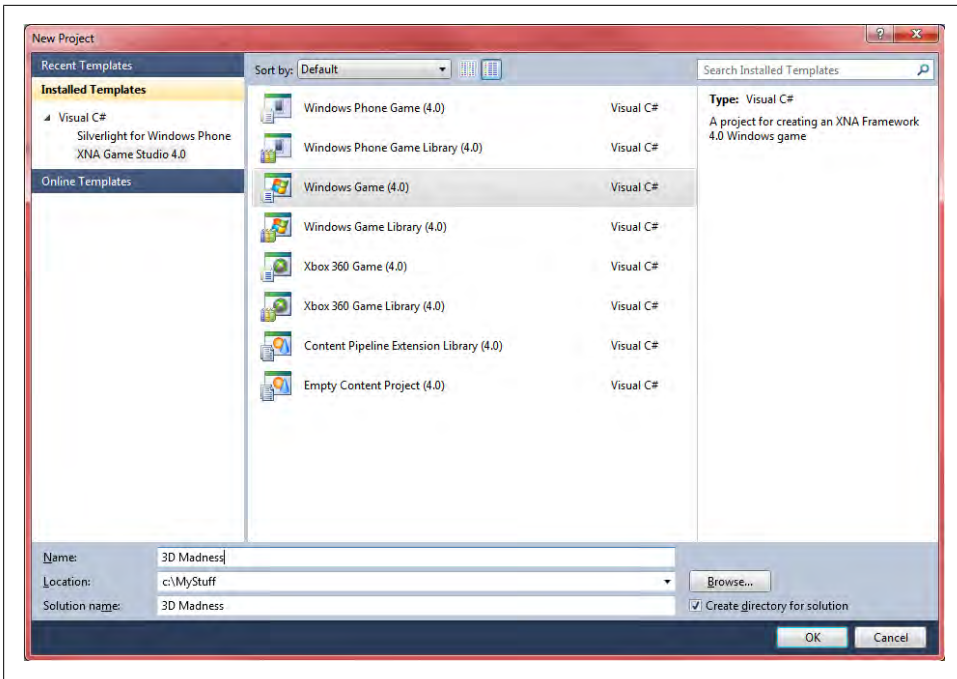 New Project
Recent Templates
Installed Templates
Visual C#
Silverlight for Windows Phone
XNA Game Studio 4.0
Online Templates
Sort by: Default
Search Installed Templates
Windows Phone Game (4.0) Visual C#
Windows Phone Game Library (4.0) Visual C#
Windows Game (4.0) Visual C#
Windows Game Library (4.0) Visual C#
Xbox 360 Game (4.0) Visual C#
Xbox 360 Game Library (4.0) Visual C#
Content Pipeline Extension Library (4.0) Visual C#
Empty Content Project (4.0) Visual C#
Type: Visual C#
A project for creating an XNA Framework
4.0 Windows game
Name: 3D Madness
Location: c:\MyStuff
Browse...
Solution name: 3D Madness
Create directory for solution
OK Cancel